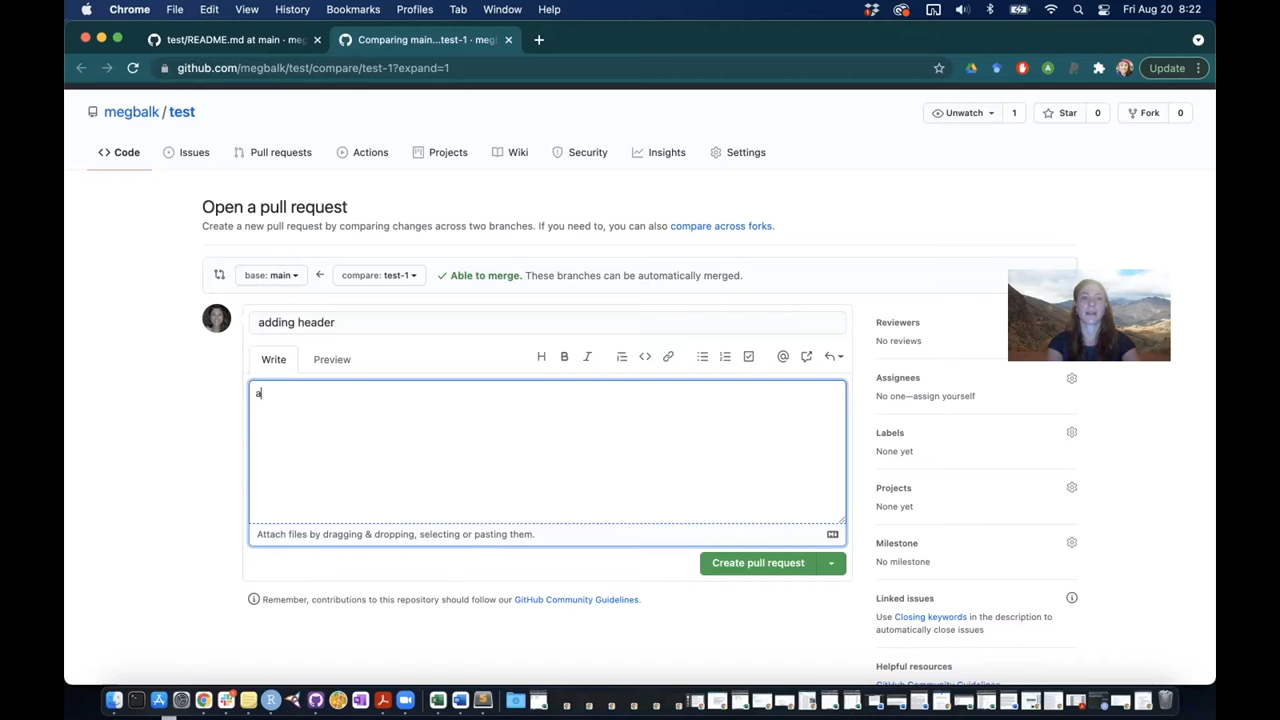 Chrome File Edit View History Bookmarks Profiles Tab Window Help Fri Aug 20 8:22
test/README.md at main · meg
Comparing main...test-1 · meg
github.com/megbalk/test/compare/test-1?expand=1
Update
megbalk / test
Unwatch 1 Star 0 Fork 0
Code Issues Pull requests Actions Projects Wiki Security Insights Settings
Open a pull request
Create a new pull request by comparing changes across two branches. If you need to, you can also compare across forks.
base: main compare: test-1 Able to merge. These branches can be automatically merged.
adding header
Write Preview
a
Attach files by dragging & dropping, selecting or pasting them.
Create pull request
Remember, contributions to this repository should follow our GitHub Community Guidelines.
Reviewers
No reviews
Assignees
No one—assign yourself
Labels
None yet
Projects
None yet
Milestone
No milestone
Linked issues
Use Closing keywords in the description to
automatically close issues
Helpful resources
GitHub Community Guidelines